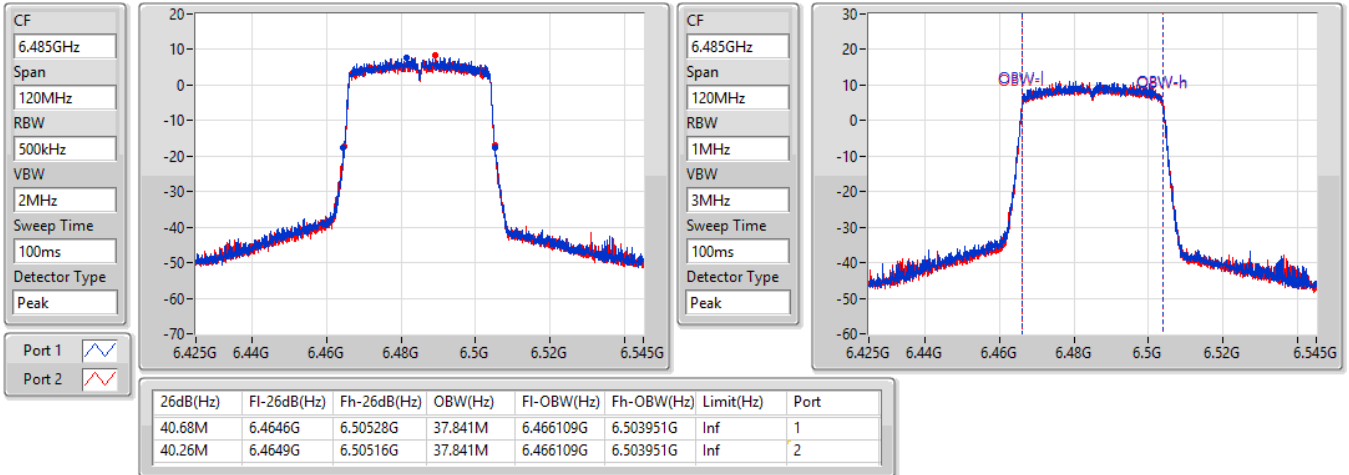 CF
6.485GHz
Span
120MHz
RBW
500kHz
VBW
2MHz
Sweep Time
100ms
Detector Type
Peak
Port 1
Port 2
20
10
0
-10
-20
-30
-40
-50
-60
-70
6.425G 6.44G 6.46G 6.48G 6.5G 6.52G 6.545G
CF
6.485GHz
Span
120MHz
RBW
1MHz
VBW
3MHz
Sweep Time
100ms
Detector Type
Peak
30
20
10
0
-10
-20
-30
-40
-50
-60
OBW-l OBW-h
6.425G 6.44G 6.46G 6.48G 6.5G 6.52G 6.545G
26dB(Hz) Fl-26dB(Hz) Fh-26dB(Hz) OBW(Hz) Fl-OBW(Hz) Fh-OBW(Hz) Limit(Hz) Port
40.68M 6.4646G 6.50528G 37.841M 6.466109G 6.503951G Inf 1
40.26M 6.4649G 6.50516G 37.841M 6.466109G 6.503951G Inf 2